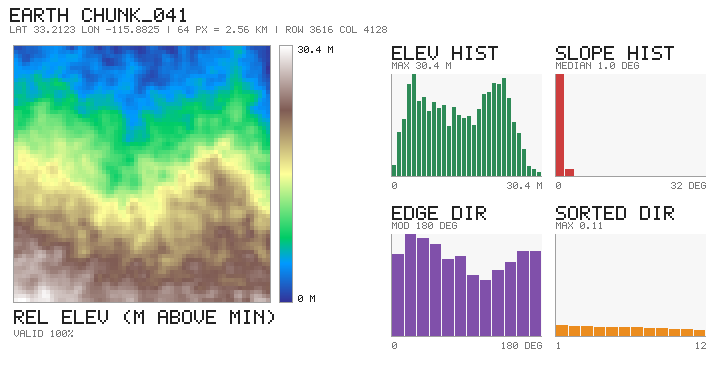 EARTH CHUNK_041
LAT 33.2123 LON -115.8825 | 64 PX = 2.56 KM | ROW 3616 COL 4128
30.4 M
0 M
REL ELEV (M ABOVE MIN)
VALID 100%
ELEV HIST
MAX 30.4 M
0 30.4 M
SLOPE HIST
MEDIAN 1.0 DEG
0 32 DEG
EDGE DIR
MOD 180 DEG
0 180 DEG
SORTED DIR
MAX 0.11
1 12